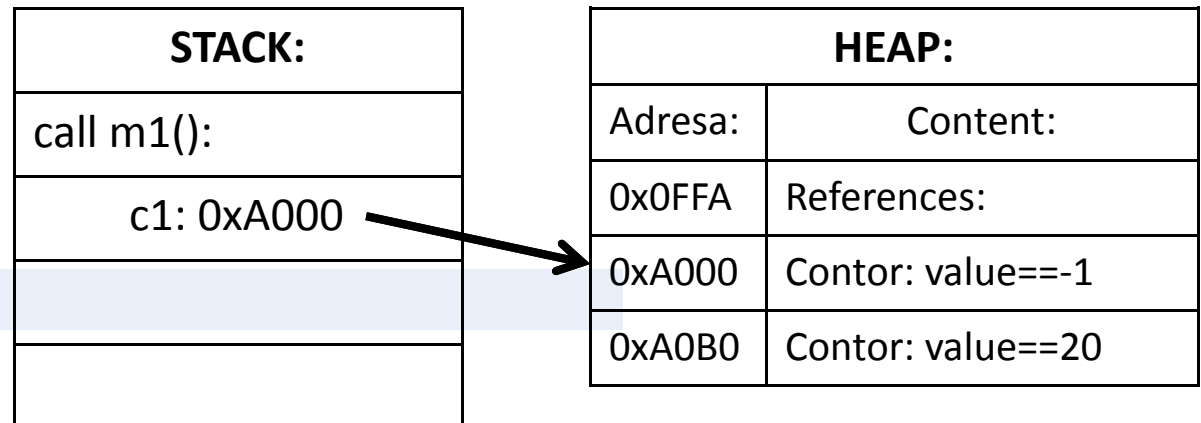 STACK:
call m1():
c1: 0xA000
HEAP:
Adresa: Content:
0x0FFA References:
0xA000 Contor: value==-1
0xA0B0 Contor: value==20